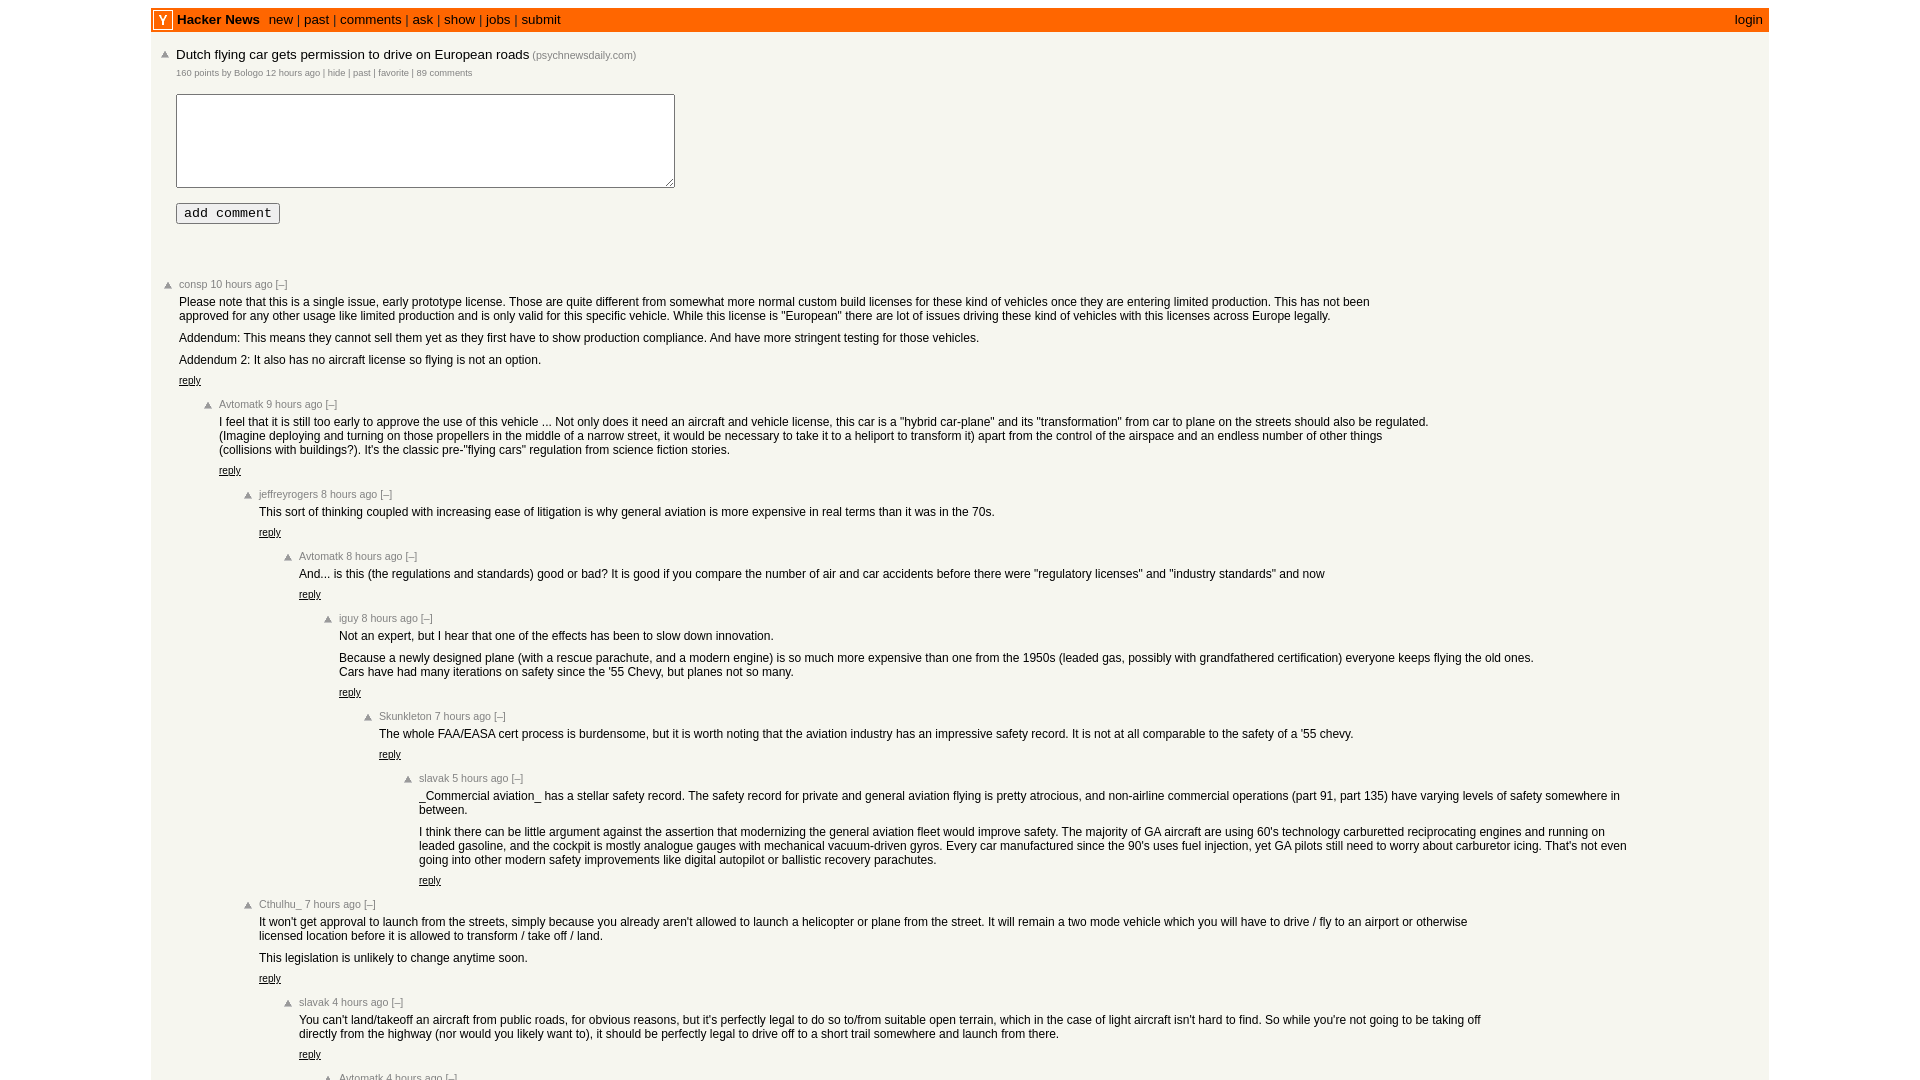 Y Hacker News new | past | comments | ask | show | jobs | submit login
Dutch flying car gets permission to drive on European roads (psychnewsdaily.com)
160 points by Bologo 12 hours ago | hide | past | favorite | 89 comments
add comment
consp 10 hours ago [–]
Please note that this is a single issue, early prototype license. Those are quite different from somewhat more normal custom build licenses for these kind of vehicles once they are entering limited production. This has not been
approved for any other usage like limited production and is only valid for this specific vehicle. While this license is "European" there are lot of issues driving these kind of vehicles with this licenses across Europe legally.
Addendum: This means they cannot sell them yet as they first have to show production compliance. And have more stringent testing for those vehicles.
Addendum 2: It also has no aircraft license so flying is not an option.
reply
Avtomatk 9 hours ago [–]
I feel that it is still too early to approve the use of this vehicle ... Not only does it need an aircraft and vehicle license, this car is a "hybrid car-plane" and its "transformation" from car to plane on the streets should also be regulated.
(Imagine deploying and turning on those propellers in the middle of a narrow street, it would be necessary to take it to a heliport to transform it) apart from the control of the airspace and an endless number of other things
(collisions with buildings?). It's the classic pre-"flying cars" regulation from science fiction stories.
reply
jeffreyrogers 8 hours ago [–]
This sort of thinking coupled with increasing ease of litigation is why general aviation is more expensive in real terms than it was in the 70s.
reply
Avtomatk 8 hours ago [–]
And... is this (the regulations and standards) good or bad? It is good if you compare the number of air and car accidents before there were "regulatory licenses" and "industry standards" and now
reply
iguy 8 hours ago [–]
Not an expert, but I hear that one of the effects has been to slow down innovation.
Because a newly designed plane (with a rescue parachute, and a modern engine) is so much more expensive than one from the 1950s (leaded gas, possibly with grandfathered certification) everyone keeps flying the old ones.
Cars have had many iterations on safety since the '55 Chevy, but planes not so many.
reply
Skunkleton 7 hours ago [–]
The whole FAA/EASA cert process is burdensome, but it is worth noting that the aviation industry has an impressive safety record. It is not at all comparable to the safety of a '55 chevy.
reply
slavak 5 hours ago [–]
_Commercial aviation_ has a stellar safety record. The safety record for private and general aviation flying is pretty atrocious, and non-airline commercial operations (part 91, part 135) have varying levels of safety somewhere in
between.
I think there can be little argument against the assertion that modernizing the general aviation fleet would improve safety. The majority of GA aircraft are using 60's technology carburetted reciprocating engines and running on
leaded gasoline, and the cockpit is mostly analogue gauges with mechanical vacuum-driven gyros. Every car manufactured since the 90's uses fuel injection, yet GA pilots still need to worry about carburetor icing. That's not even
going into other modern safety improvements like digital autopilot or ballistic recovery parachutes.
reply
Cthulhu_ 7 hours ago [–]
It won't get approval to launch from the streets, simply because you already aren't allowed to launch a helicopter or plane from the street. It will remain a two mode vehicle which you will have to drive / fly to an airport or otherwise
licensed location before it is allowed to transform / take off / land.
This legislation is unlikely to change anytime soon.
reply
slavak 4 hours ago [–]
You can't land/takeoff an aircraft from public roads, for obvious reasons, but it's perfectly legal to do so to/from suitable open terrain, which in the case of light aircraft isn't hard to find. So while you're not going to be taking off
directly from the highway (nor would you likely want to), it should be perfectly legal to drive off to a short trail somewhere and launch from there.
reply
Avtomatk 4 hours ago [–]